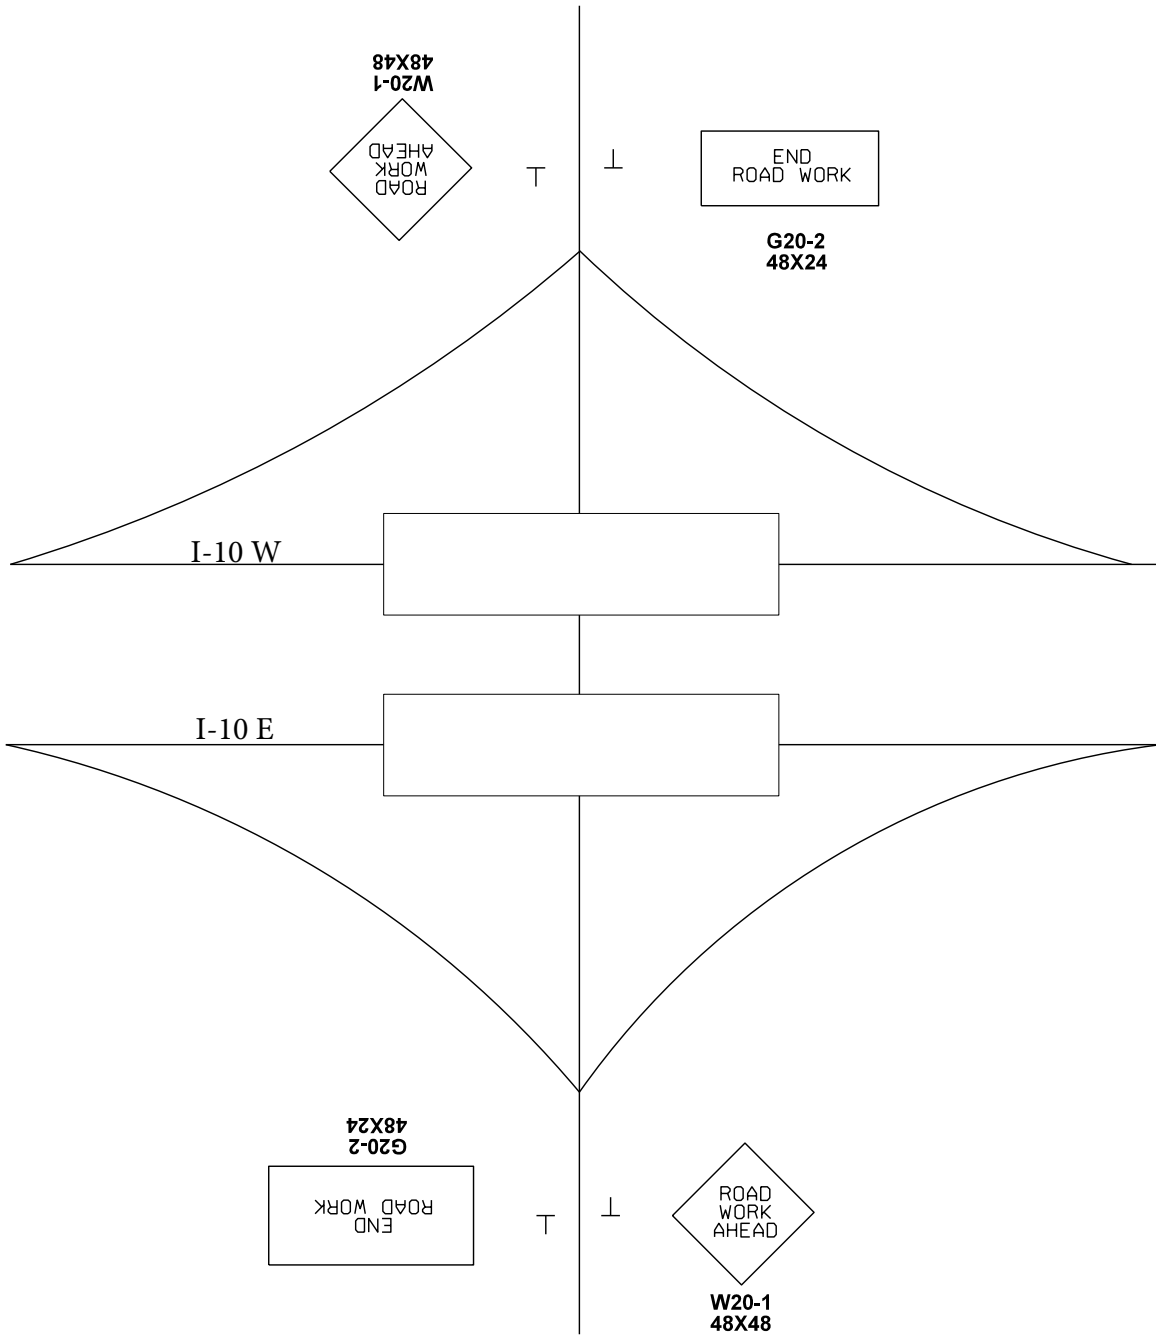 W20-1
48X48
ROAD
WORK
AHEAD
END
ROAD WORK
G20-2
48X24
I-10 W
I-10 E
G20-2
48X24
END
ROAD WORK
ROAD
WORK
AHEAD
W20-1
48X48